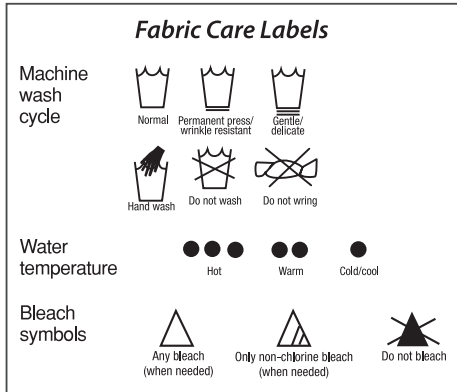 Fabric Care Labels
Machine
wash
cycle
Normal
Permanent press/
wrinkle resistant
Gentle/
delicate
Hand wash
Do not wash
Do not wring
Water
temperature
Hot
Warm
Cold/cool
Bleach
symbols
Any bleach
(when needed)
Only non-chlorine bleach
(when needed)
Do not bleach